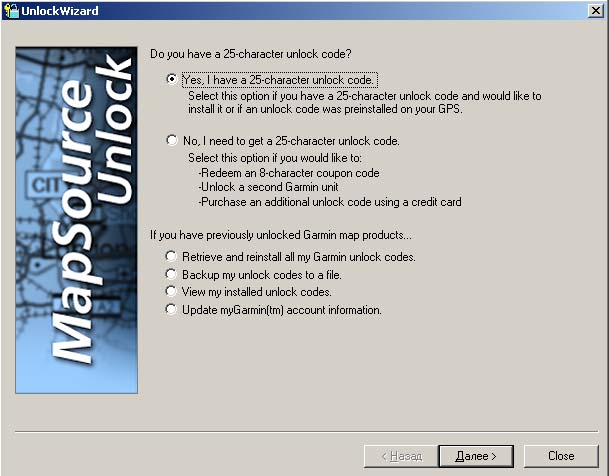 UnlockWizard
MapSource
Unlock
Do you have a 25-character unlock code?
Yes, I have a 25-character unlock code.
Select this option if you have a 25-character unlock code and would like to
install it or if an unlock code was preinstalled on your GPS.
No, I need to get a 25-character unlock code.
Select this option if you would like to:
-Redeem an 8-character coupon code
-Unlock a second Garmin unit
-Purchase an additional unlock code using a credit card
If you have previously unlocked Garmin map products...
Retrieve and reinstall all my Garmin unlock codes.
Backup my unlock codes to a file.
View my installed unlock codes.
Update myGarmin(tm) account information.
< Назад
Далее >
Close